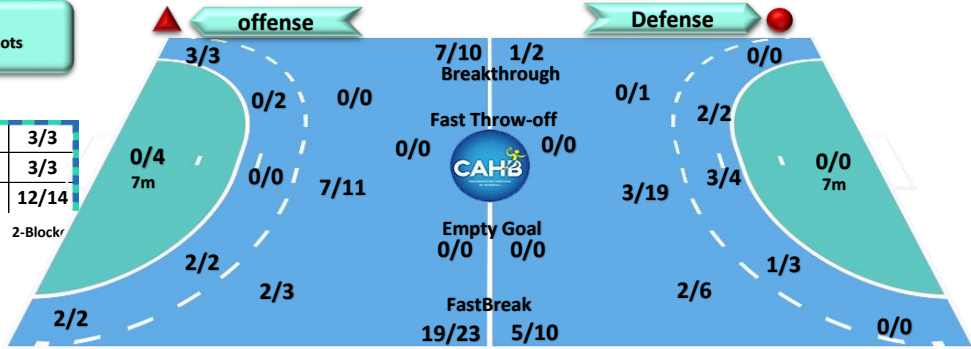 offense
Defense
ots
3/3
7/10
1/2
0/0
Breakthrough
0/2
0/0
0/1
2/2
Fast Throw-off
0/0
0/0
3/3
3/3
12/14
2-Block
0/4
7m
0/0
7/11
CAHB
3/19
3/4
0/0
7m
Empty Goal
0/0
0/0
2/2
2/3
2/6
1/3
FastBreak
2/2
19/23
5/10
0/0